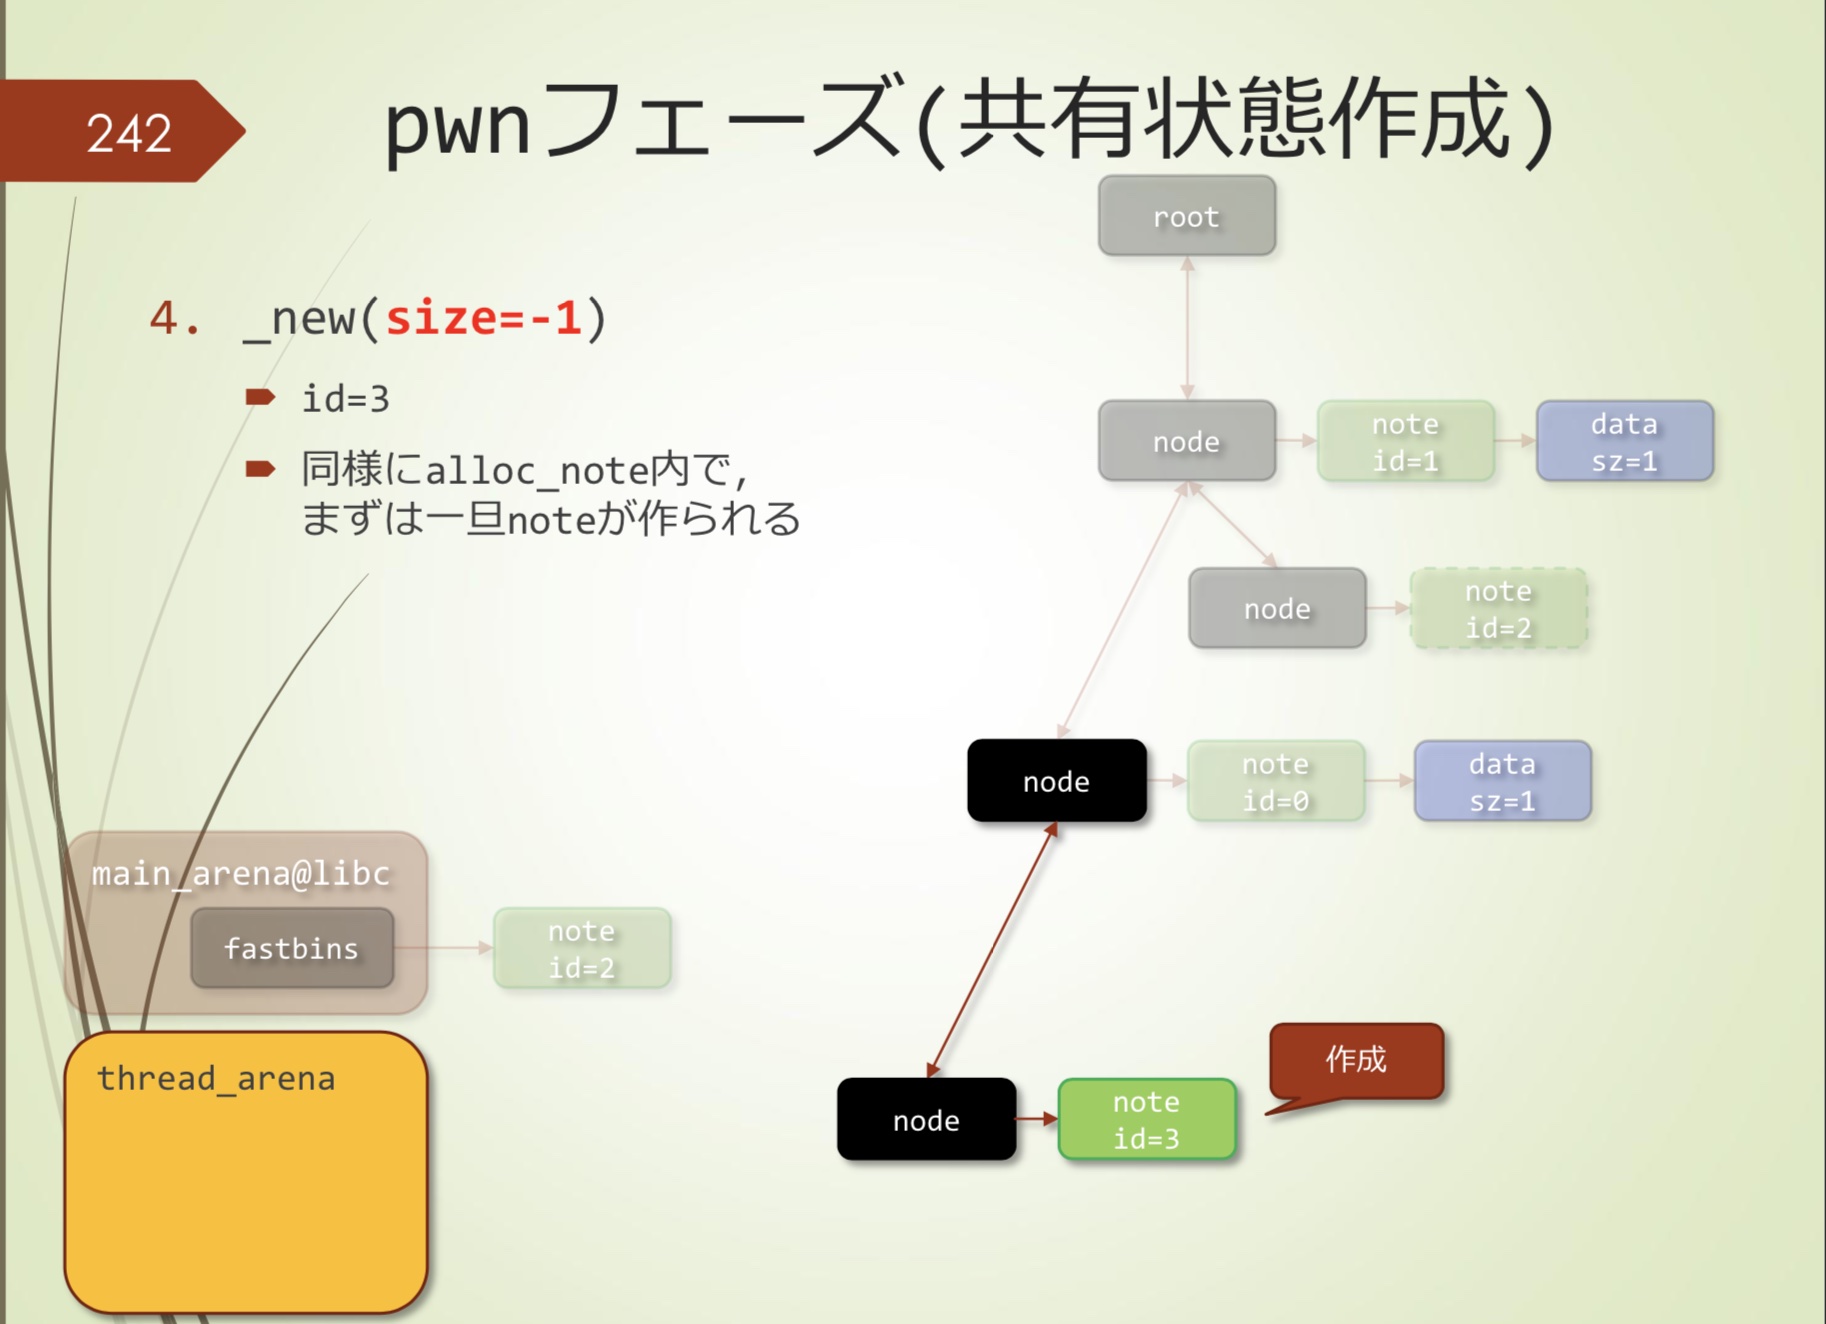 242
pwnフェーズ(共有状態作成)
4. _new(size=-1)
id=3
同様にalloc_note内で,
まずは一旦noteが作られる
root
node
note
id=1
data
sz=1
node
note
id=2
node
note
id=0
data
sz=1
main_arena@libc
fastbins
note
id=2
thread_arena
node
note
id=3
作成